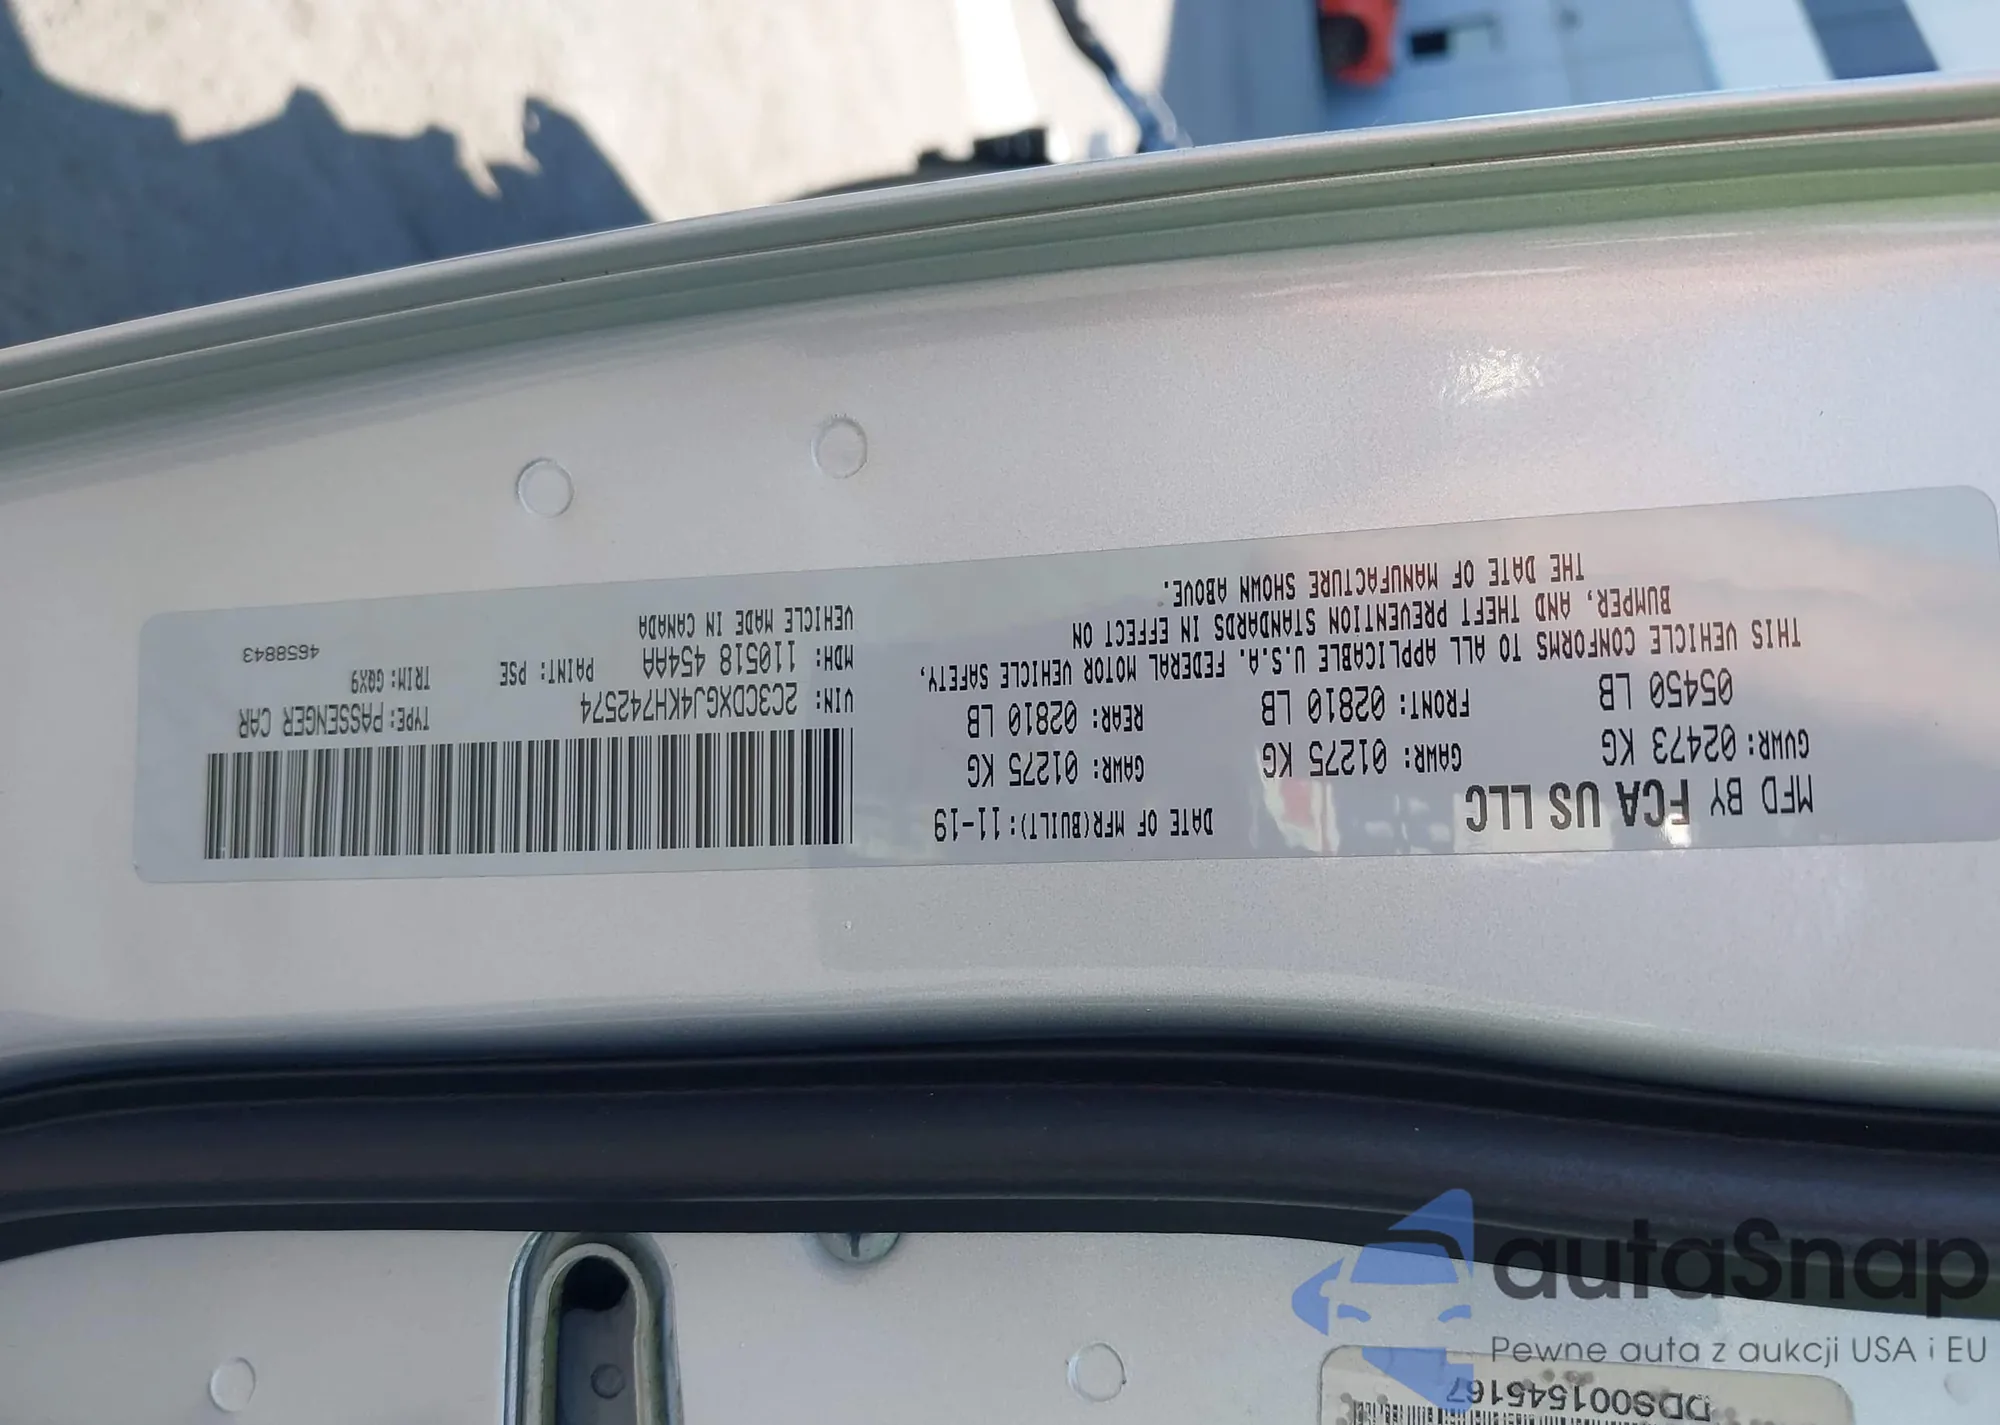 MFD BY FCA US LLC
DATE OF MFR(BUILT):11-19
GVWR: 02473 KG
GAWR: 01275 KG
GAWR: 01275 KG
05450 LB
FRONT: 02810 LB
REAR: 02810 LB
THIS VEHICLE CONFORMS TO ALL APPLICABLE U.S.A. FEDERAL MOTOR VEHICLE SAFETY,
BUMPER, AND THEFT PREVENTION STANDARDS IN EFFECT ON
THE DATE OF MANUFACTURE SHOWN ABOVE.
VIN: 2C3CDXGJ4KH742574
TYPE: PASSENGER CAR
MDH: 110518 454AA
PAINT: PSE
TRIM: GQX9
VEHICLE MADE IN CANADA
4658843
DDS001545167
autaSnap
Pewne auta z aukcji USA i EU